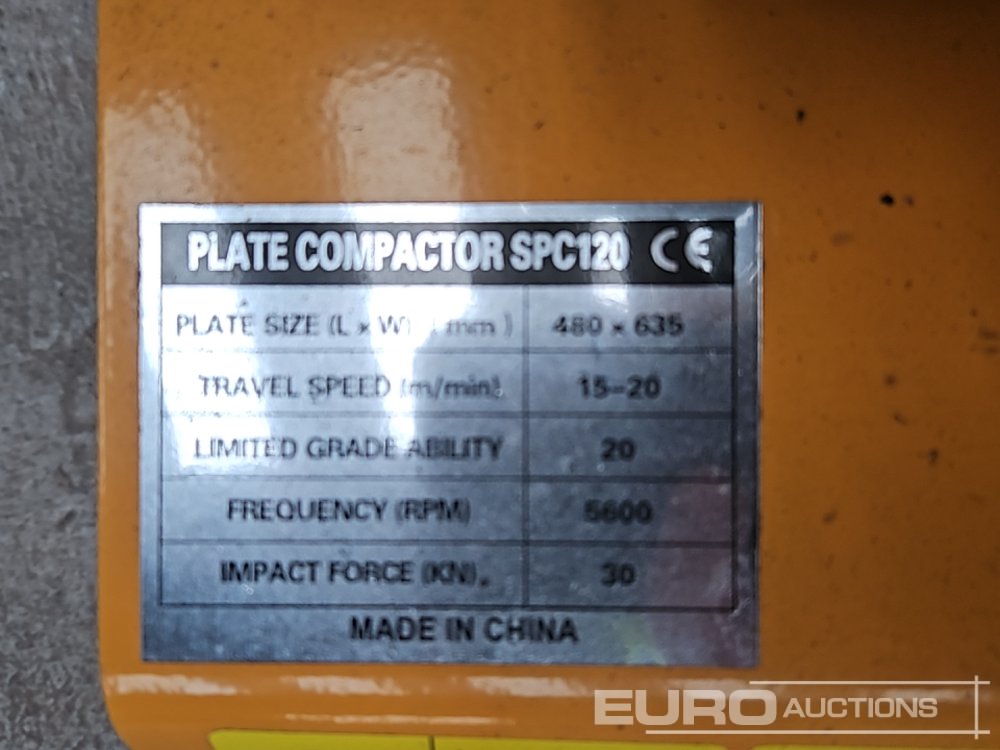 PLATE COMPACTOR SPC120 CE
PLATE SIZE (L × W) (mm) 480 × 635
TRAVEL SPEED (m/min) 15-20
LIMITED GRADE ABILITY 20
FREQUENCY (RPM) 5600
IMPACT FORCE (KN) 30
MADE IN CHINA
EURO AUCTIONS